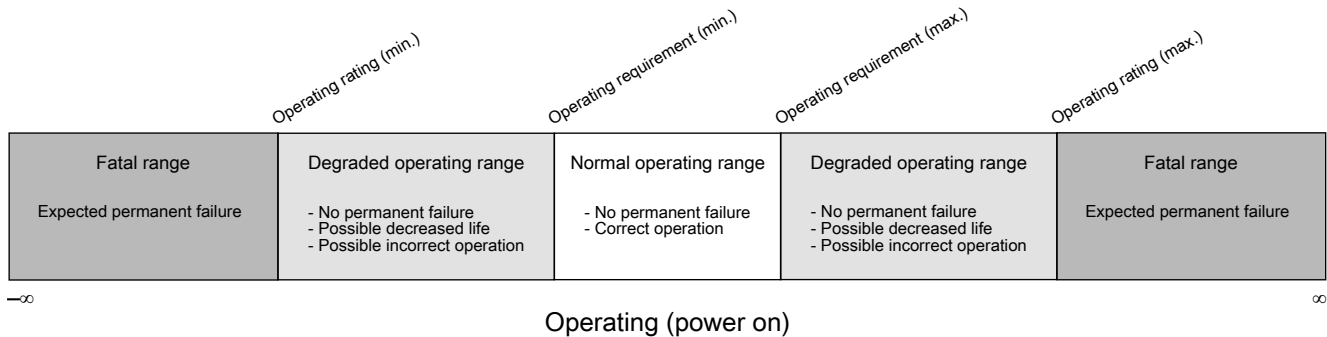 Operating rating (min.)
Operating requirement (min.)
Operating requirement (max.)
Operating rating (max.)
Fatal range
Expected permanent failure
Degraded operating range
- No permanent failure
- Possible decreased life
- Possible incorrect operation
Normal operating range
- No permanent failure
- Correct operation
Degraded operating range
- No permanent failure
- Possible decreased life
- Possible incorrect operation
Fatal range
Expected permanent failure
–∞
∞
Operating (power on)